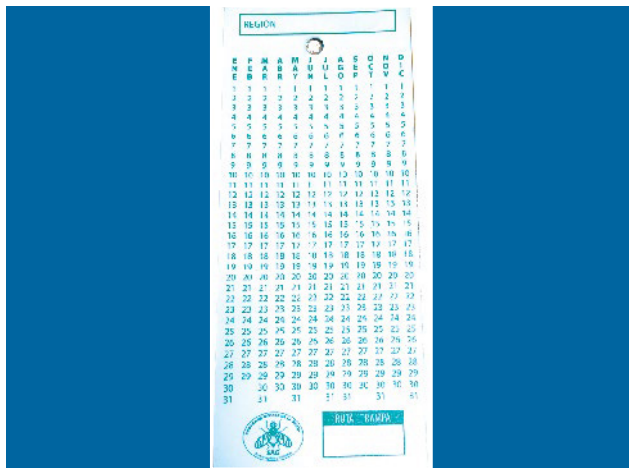 REGIÓN
ENE FEB MAR ABR MAY JUN JUL AGO SEP OCT NOV DIC
1 1 1 1 1 1 1 1 1 1 1 1
2 2 2 2 2 2 2 2 2 2 2 2
3 3 3 3 3 3 3 3 3 3 3 3
4 4 4 4 4 4 4 4 4 4 4 4
5 5 5 5 5 5 5 5 5 5 5 5
6 6 6 6 6 6 6 6 6 6 6 6
7 7 7 7 7 7 7 7 7 7 7 7
8 8 8 8 8 8 8 8 8 8 8 8
9 9 9 9 9 9 9 9 9 9 9 9
10 10 10 10 10 10 10 10 10 10 10 10
11 11 11 11 11 11 11 11 11 11 11 11
12 12 12 12 12 12 12 12 12 12 12 12
13 13 13 13 13 13 13 13 13 13 13 13
14 14 14 14 14 14 14 14 14 14 14 14
15 15 15 15 15 15 15 15 15 15 15 15
16 16 16 16 16 16 16 16 16 16 16 16
17 17 17 17 17 17 17 17 17 17 17 17
18 18 18 18 18 18 18 18 18 18 18 18
19 19 19 19 19 19 19 19 19 19 19 19
20 20 20 20 20 20 20 20 20 20 20 20
21 21 21 21 21 21 21 21 21 21 21 21
22 22 22 22 22 22 22 22 22 22 22 22
23 23 23 23 23 23 23 23 23 23 23 23
24 24 24 24 24 24 24 24 24 24 24 24
25 25 25 25 25 25 25 25 25 25 25 25
26 26 26 26 26 26 26 26 26 26 26 26
27 27 27 27 27 27 27 27 27 27 27 27
28 28 28 28 28 28 28 28 28 28 28 28
29 29 29 29 29 29 29 29 29 29 29 29
30 30 30 30 30 30 30 30 30 30 30
31 31 31 31 31 31 31
SAG
RUTA TRAMPA